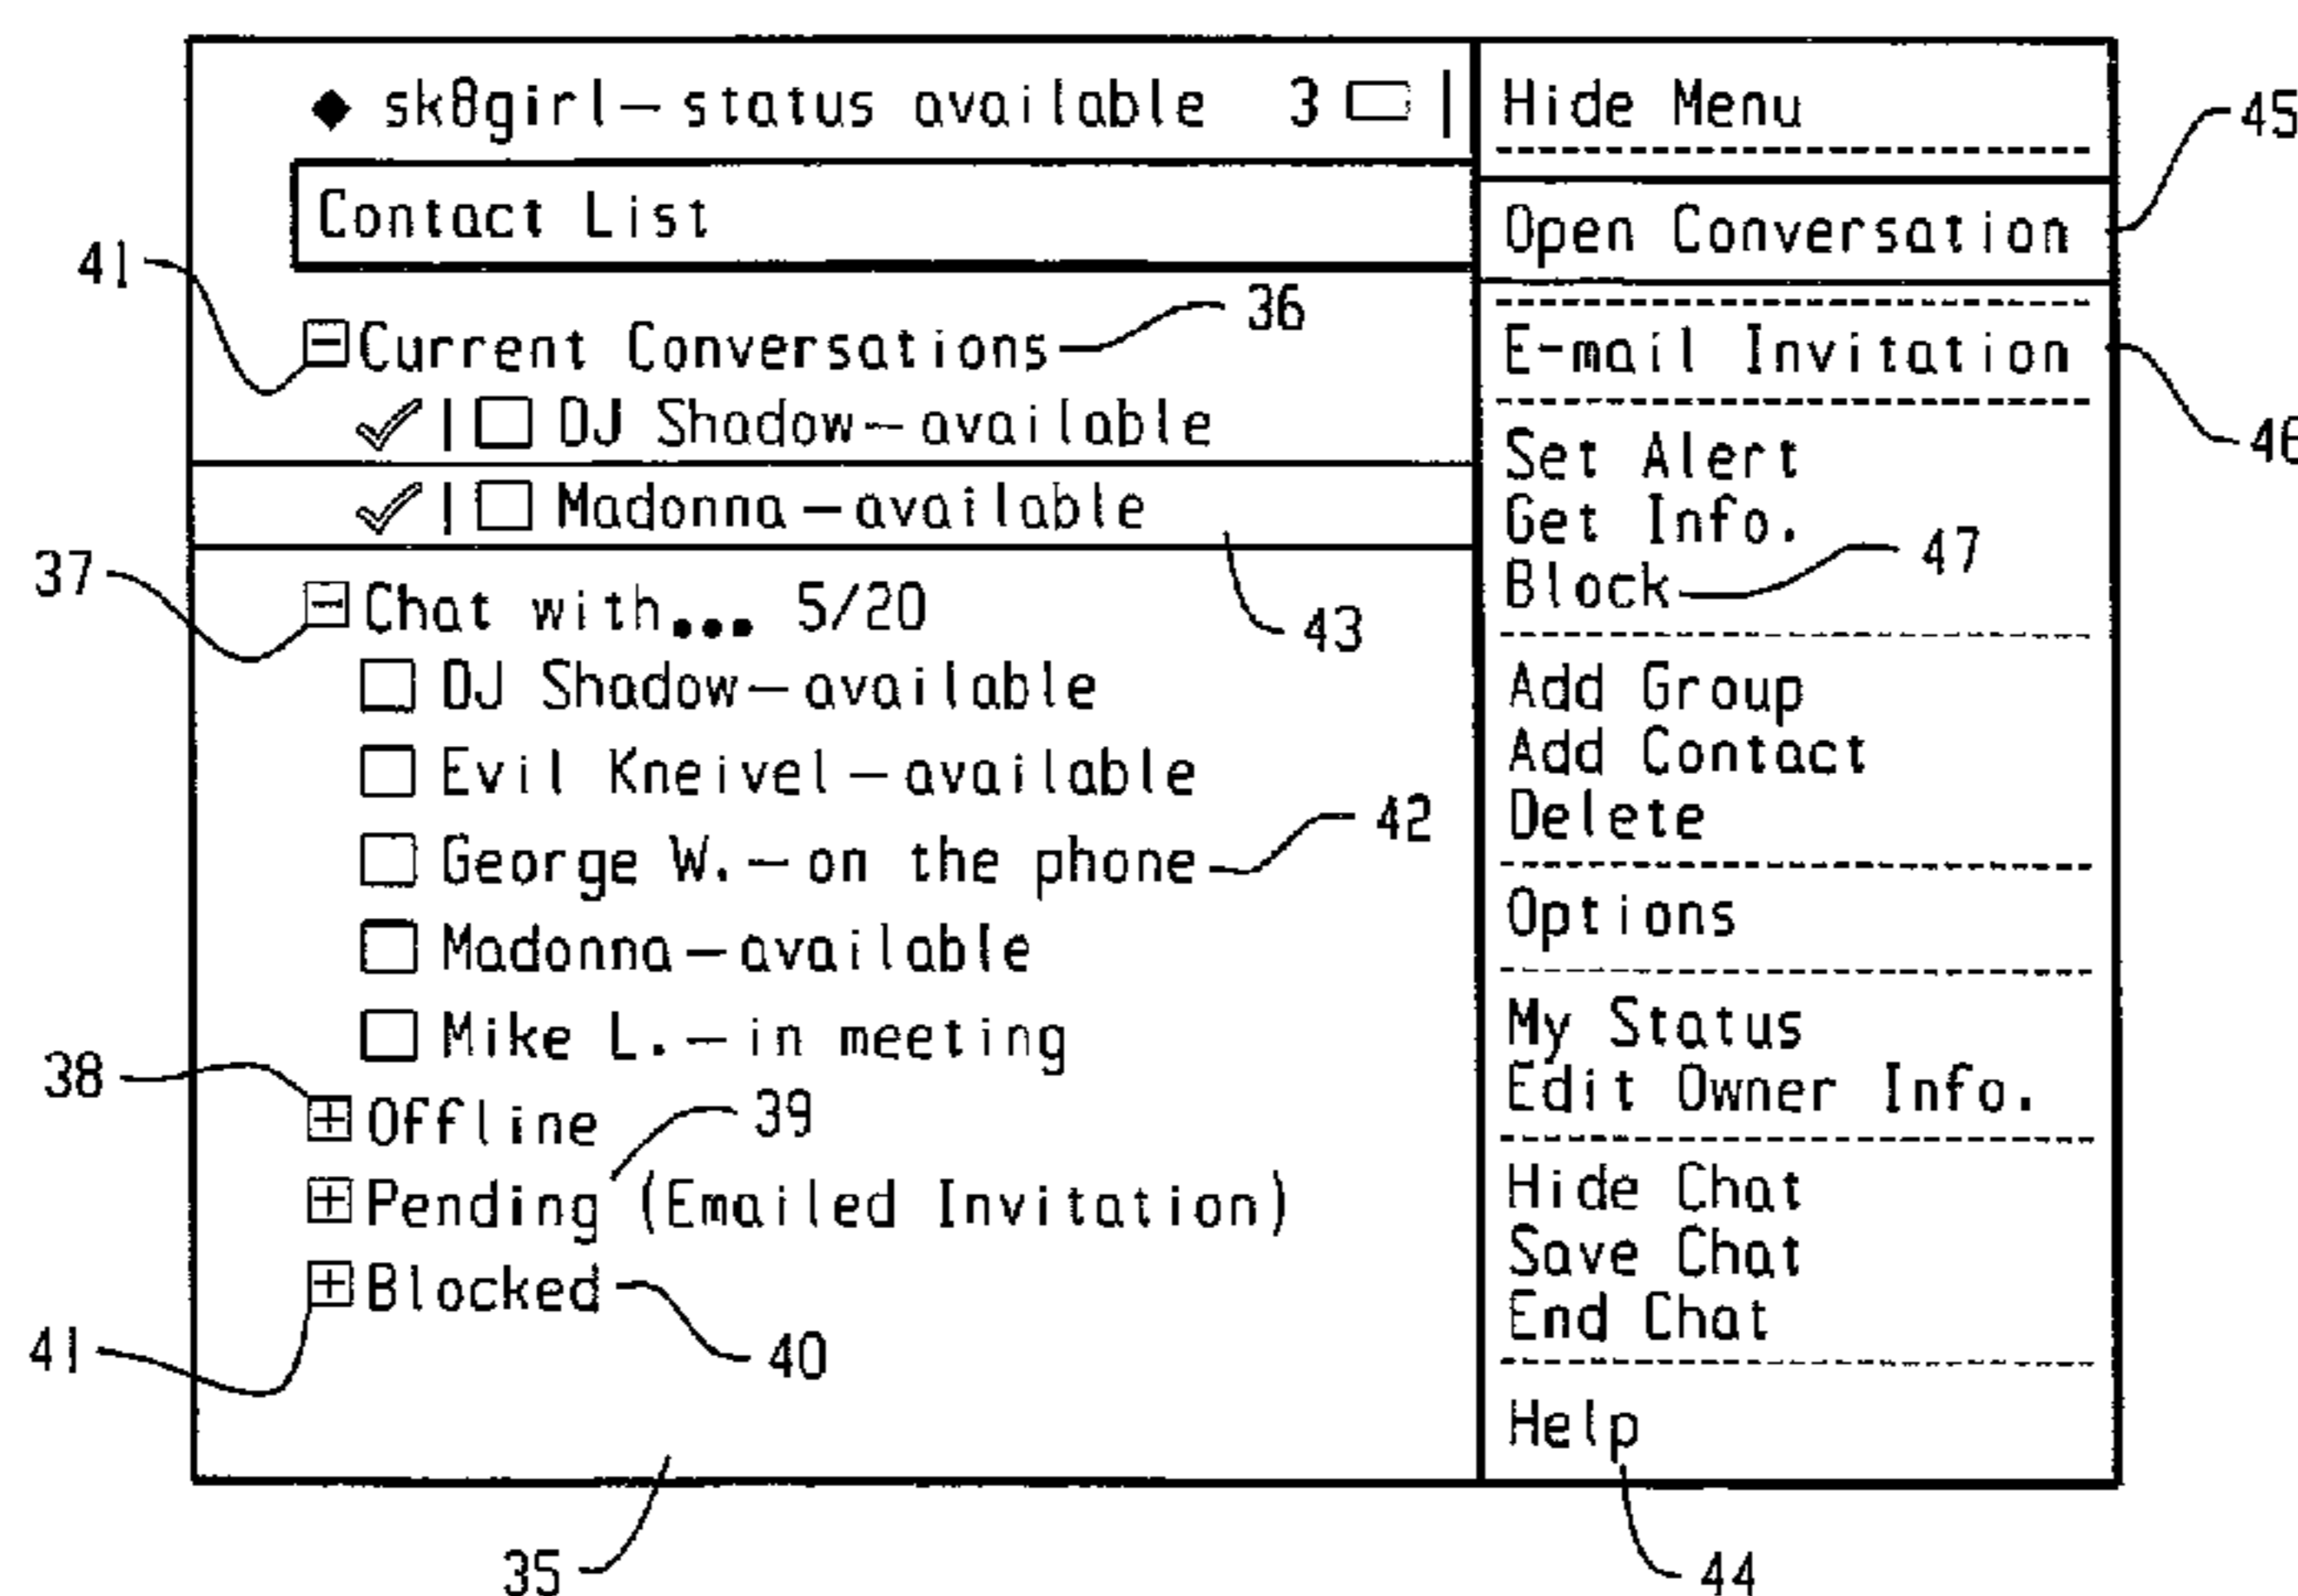 ◆ sk8girl—status available 3
Contact List
Current Conversations
DJ Shadow—available
Madonna—available
Chat with... 5/20
DJ Shadow—available
Evil Kneivel—available
George W.—on the phone
Madonna—available
Mike L.—in meeting
Offline
Pending (Emailed Invitation)
Blocked
Hide Menu
Open Conversation
E-mail Invitation
Set Alert
Get Info.
Block
Add Group
Add Contact
Delete
Options
My Status
Edit Owner Info.
Hide Chat
Save Chat
End Chat
Help
41
37
38
41
36
43
42
39
40
35
45
46
47
44